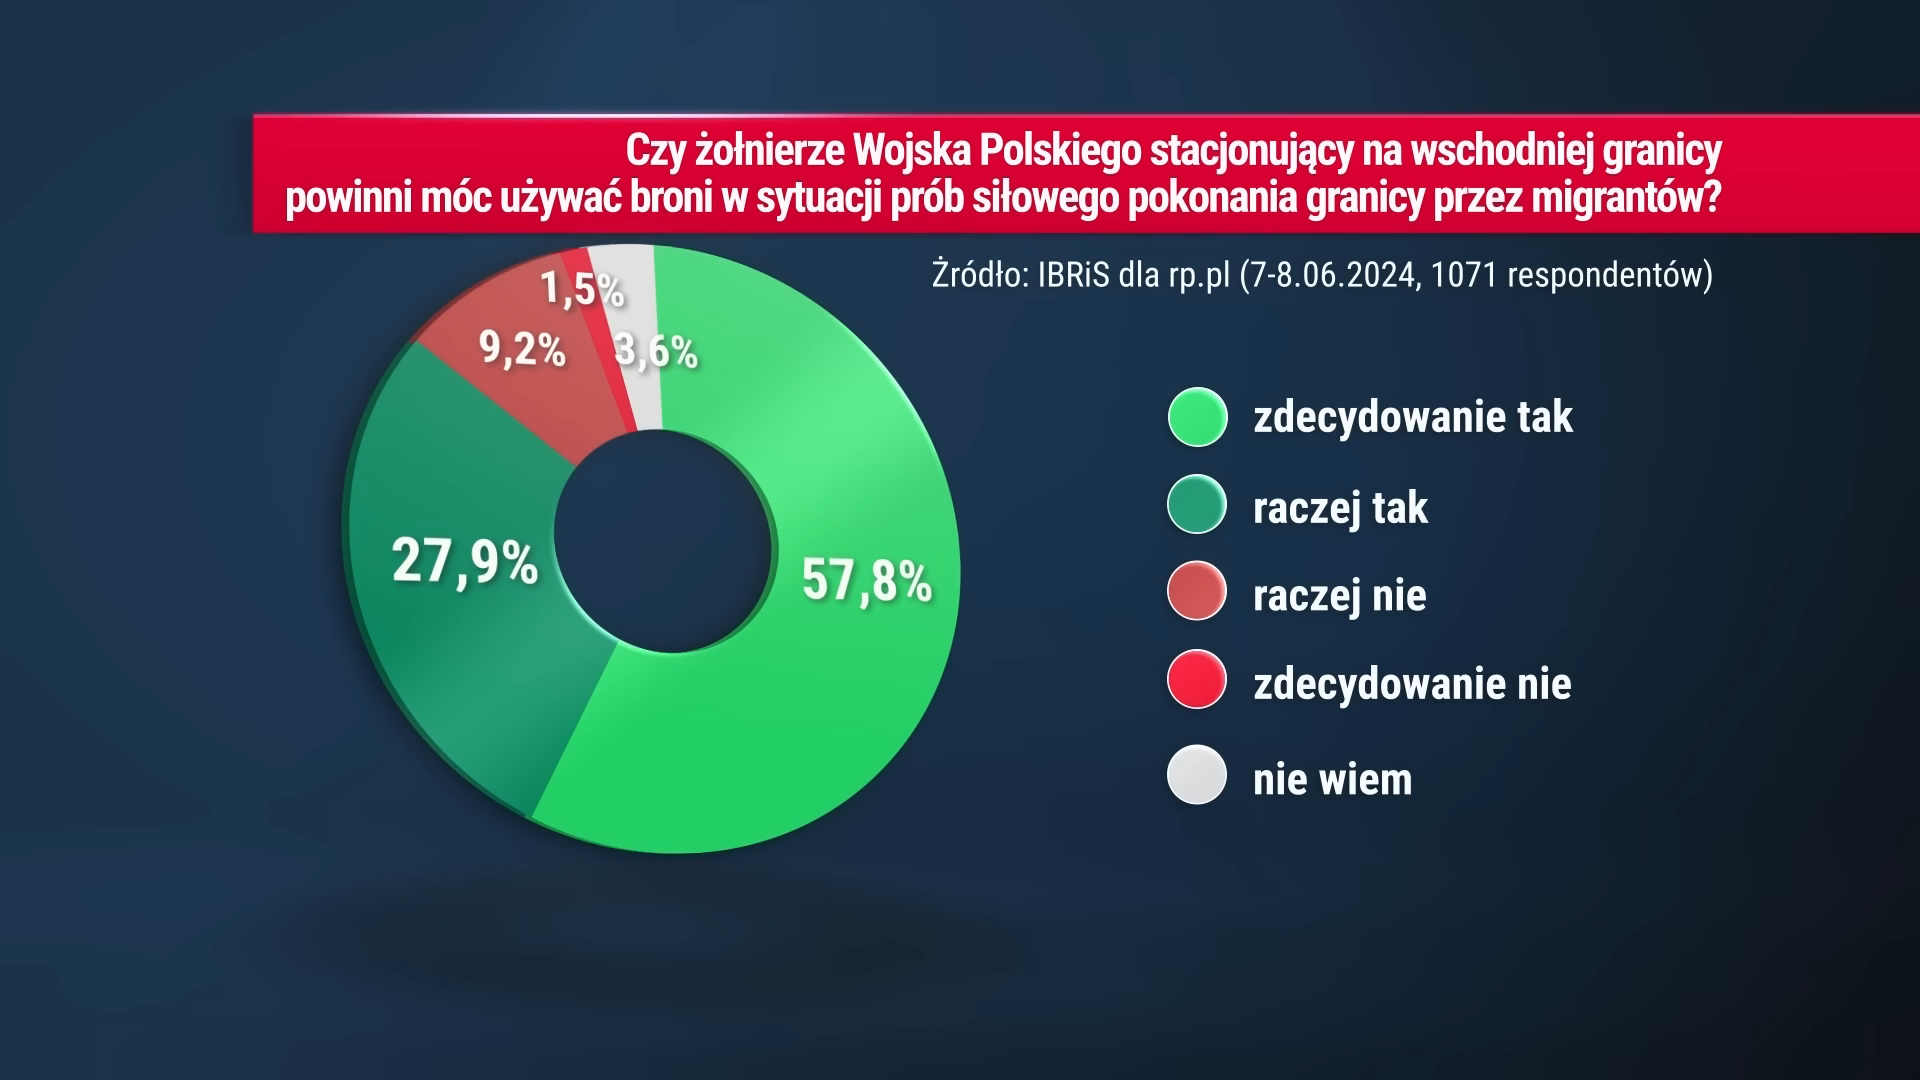 Czy żołnierze Wojska Polskiego stacjonujący na wschodniej granicy
powinni móc używać broni w sytuacji prób siłowego pokonania granicy przez migrantów?
Źródło: IBRiS dla rp.pl (7-8.06.2024, 1071 respondentów)
1,5%
9,2%
3,6%
27,9%
57,8%
zdecydowanie tak
raczej tak
raczej nie
zdecydowanie nie
nie wiem